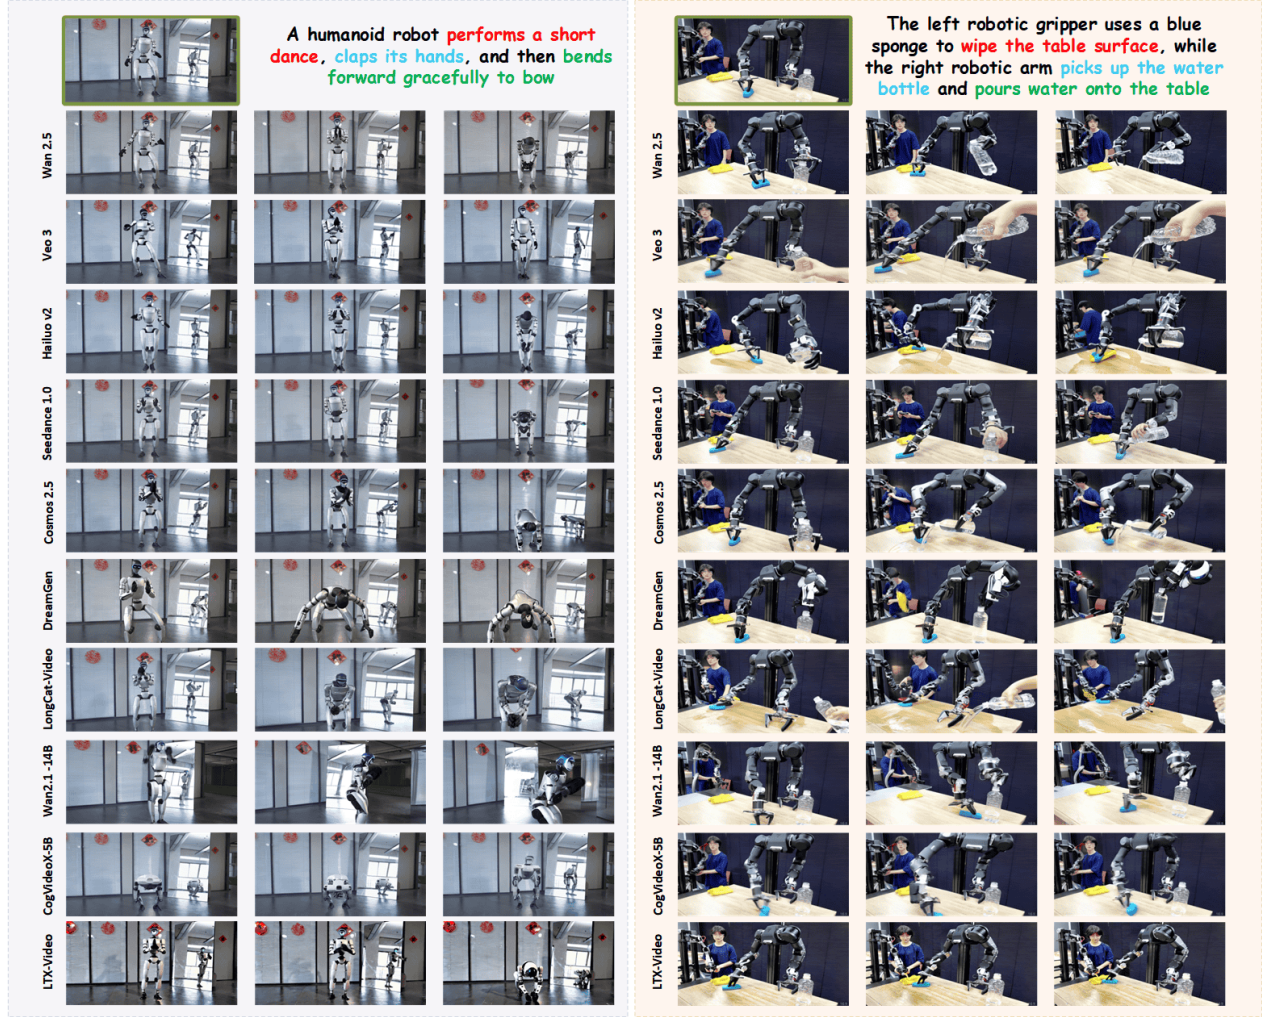 A humanoid robot performs a short
dance, claps its hands, and then bends
forward gracefully to bow
Wan 2.5
Veo 3
Hailuo v2
Seedance 1.0
Cosmos 2.5
DreamGen
LongCat-Video
Wan2.1 -14B
CogVideoX-5B
LTX-Video
The left robotic gripper uses a blue
sponge to wipe the table surface, while
the right robotic arm picks up the water
bottle and pours water onto the table
Wan 2.5
Veo 3
Hailuo v2
Seedance 1.0
Cosmos 2.5
DreamGen
LongCat-Video
Wan2.1 -14B
CogVideoX-5B
LTX-Video